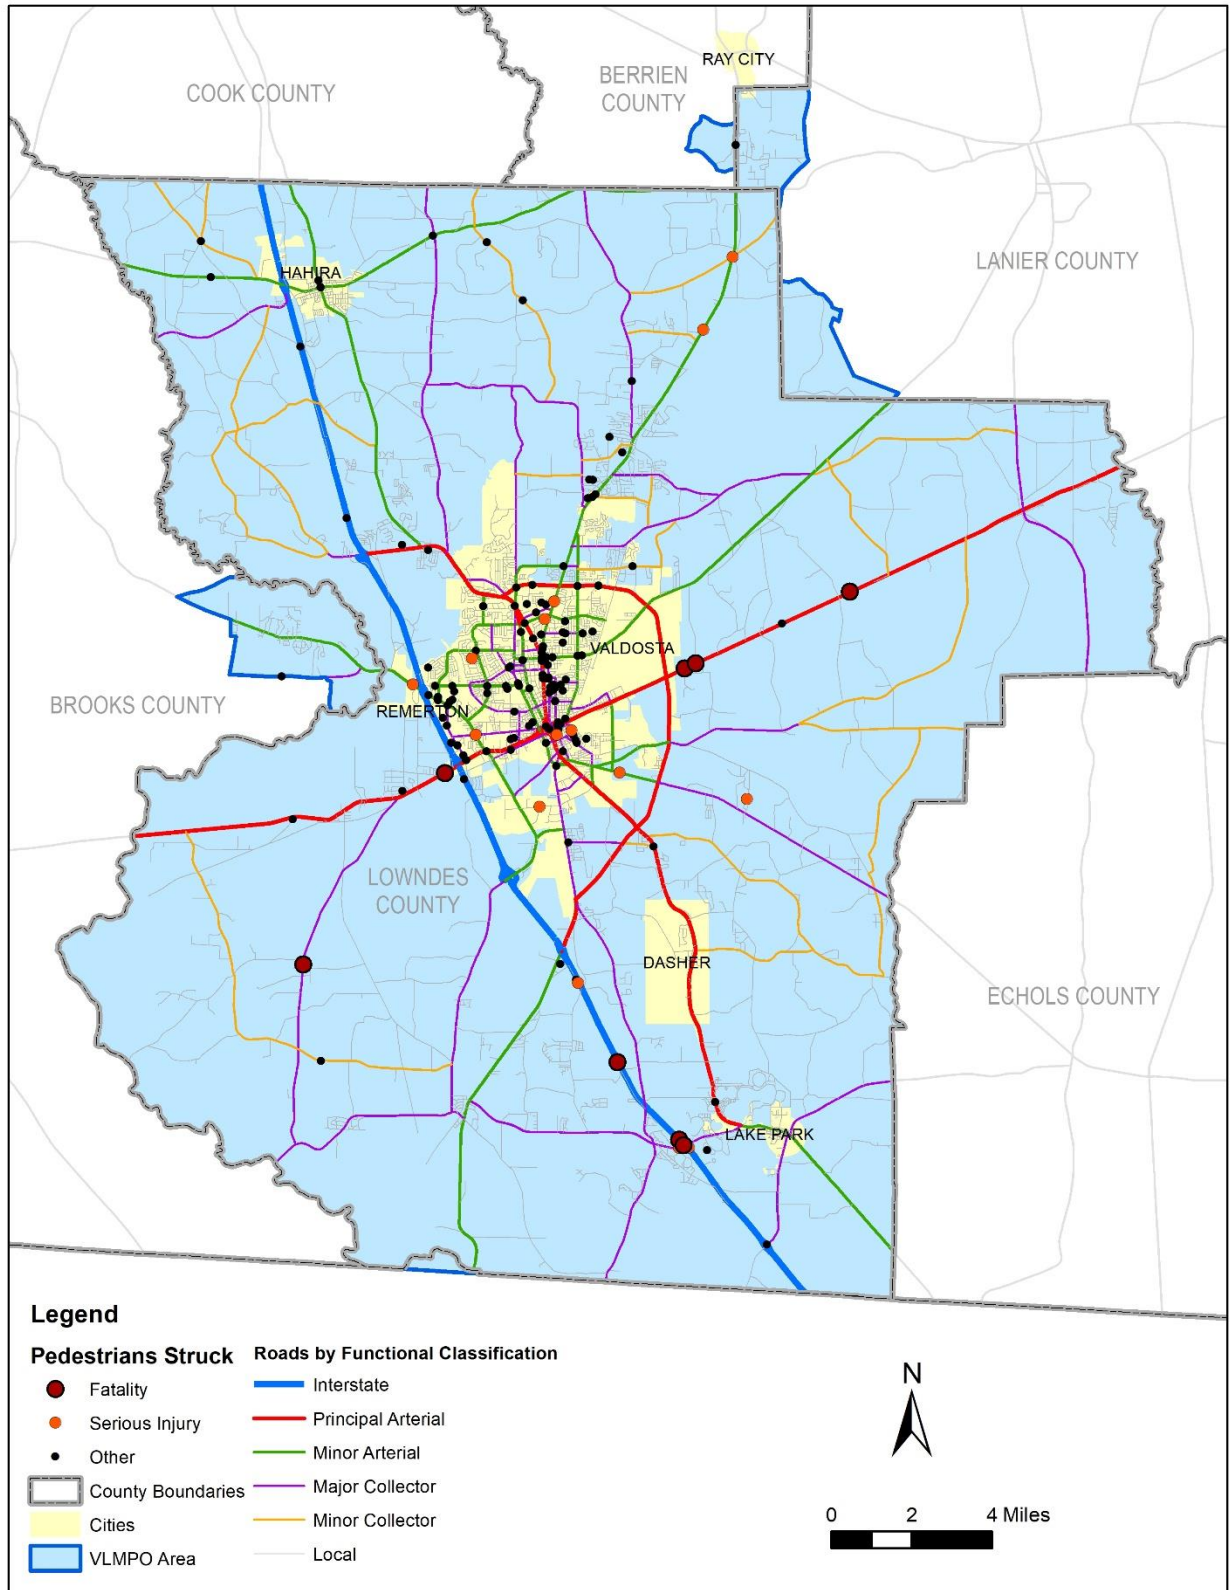 RAY CITY
COOK COUNTY
BERRIEN
COUNTY
LANIER COUNTY
HAHIRA
VALDOSTA
BROOKS COUNTY
REMERTON
LOWNDES
COUNTY
DASHER
ECHOLS COUNTY
LAKE PARK
Legend
Pedestrians Struck
Fatality
Serious Injury
Other
County Boundaries
Cities
VLMPO Area
Roads by Functional Classification
Interstate
Principal Arterial
Minor Arterial
Major Collector
Minor Collector
Local
N
0 2 4 Miles